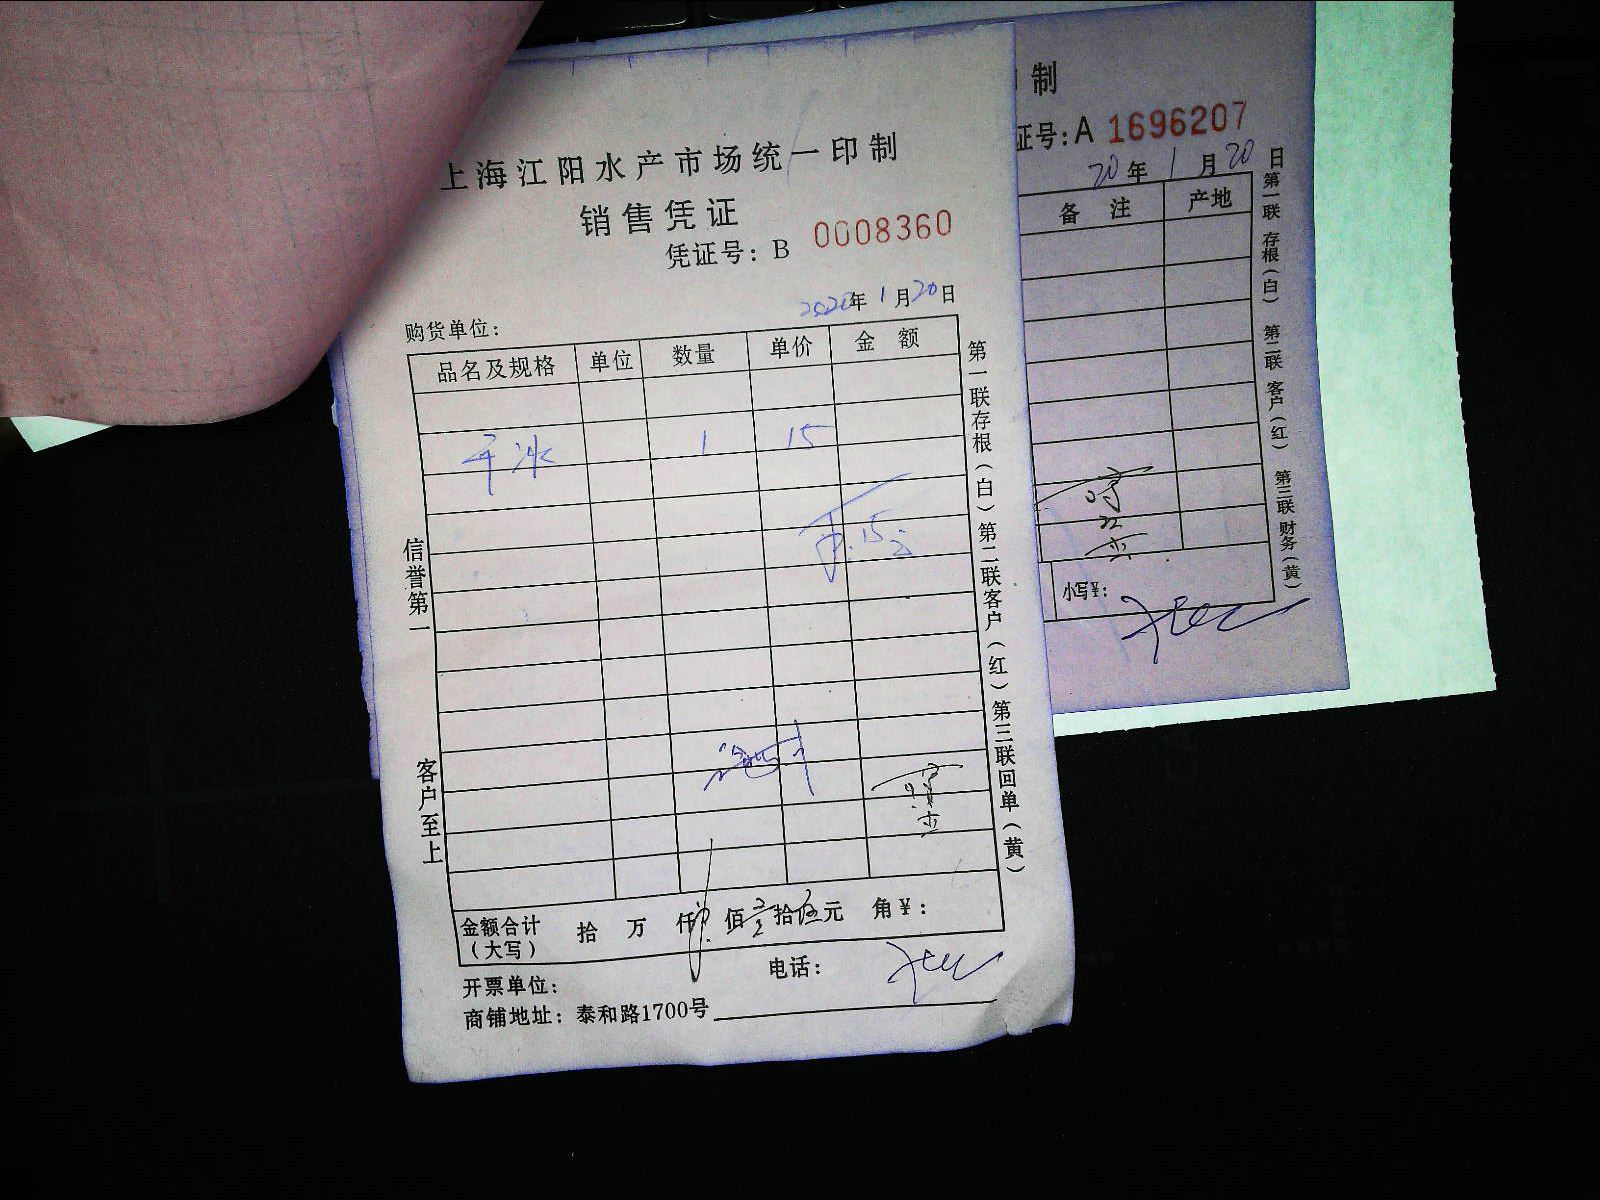 上海江阳水产市场统一印制
销售凭证
凭证号：B 0008360
2020年1月20日
购货单位：
品名及规格 单位 数量 单价 金额
干冰 1 15
15元
金额合计（大写） 拾 万 仟 佰 壹拾伍元 角¥：
开票单位： 电话：
商铺地址：泰和路1700号
信誉第一
客户至上
第一联存根（白）第二联客户（红）第三联回单（黄）
印制
证号：A 1696207
20年1月20日
备注 产地
小写¥：
第一联 存根（白） 第二联 客户（红） 第三联 财务（黄）